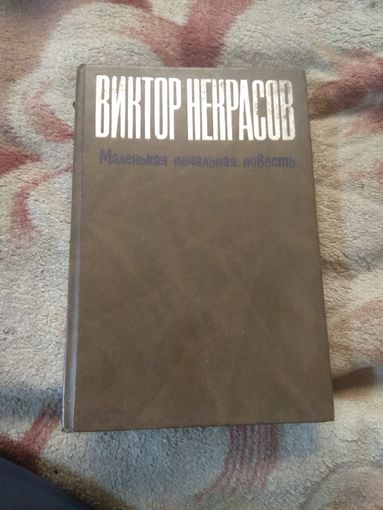 ВИКТОР НЕКРАСОВ
Маленькая печальная повесть